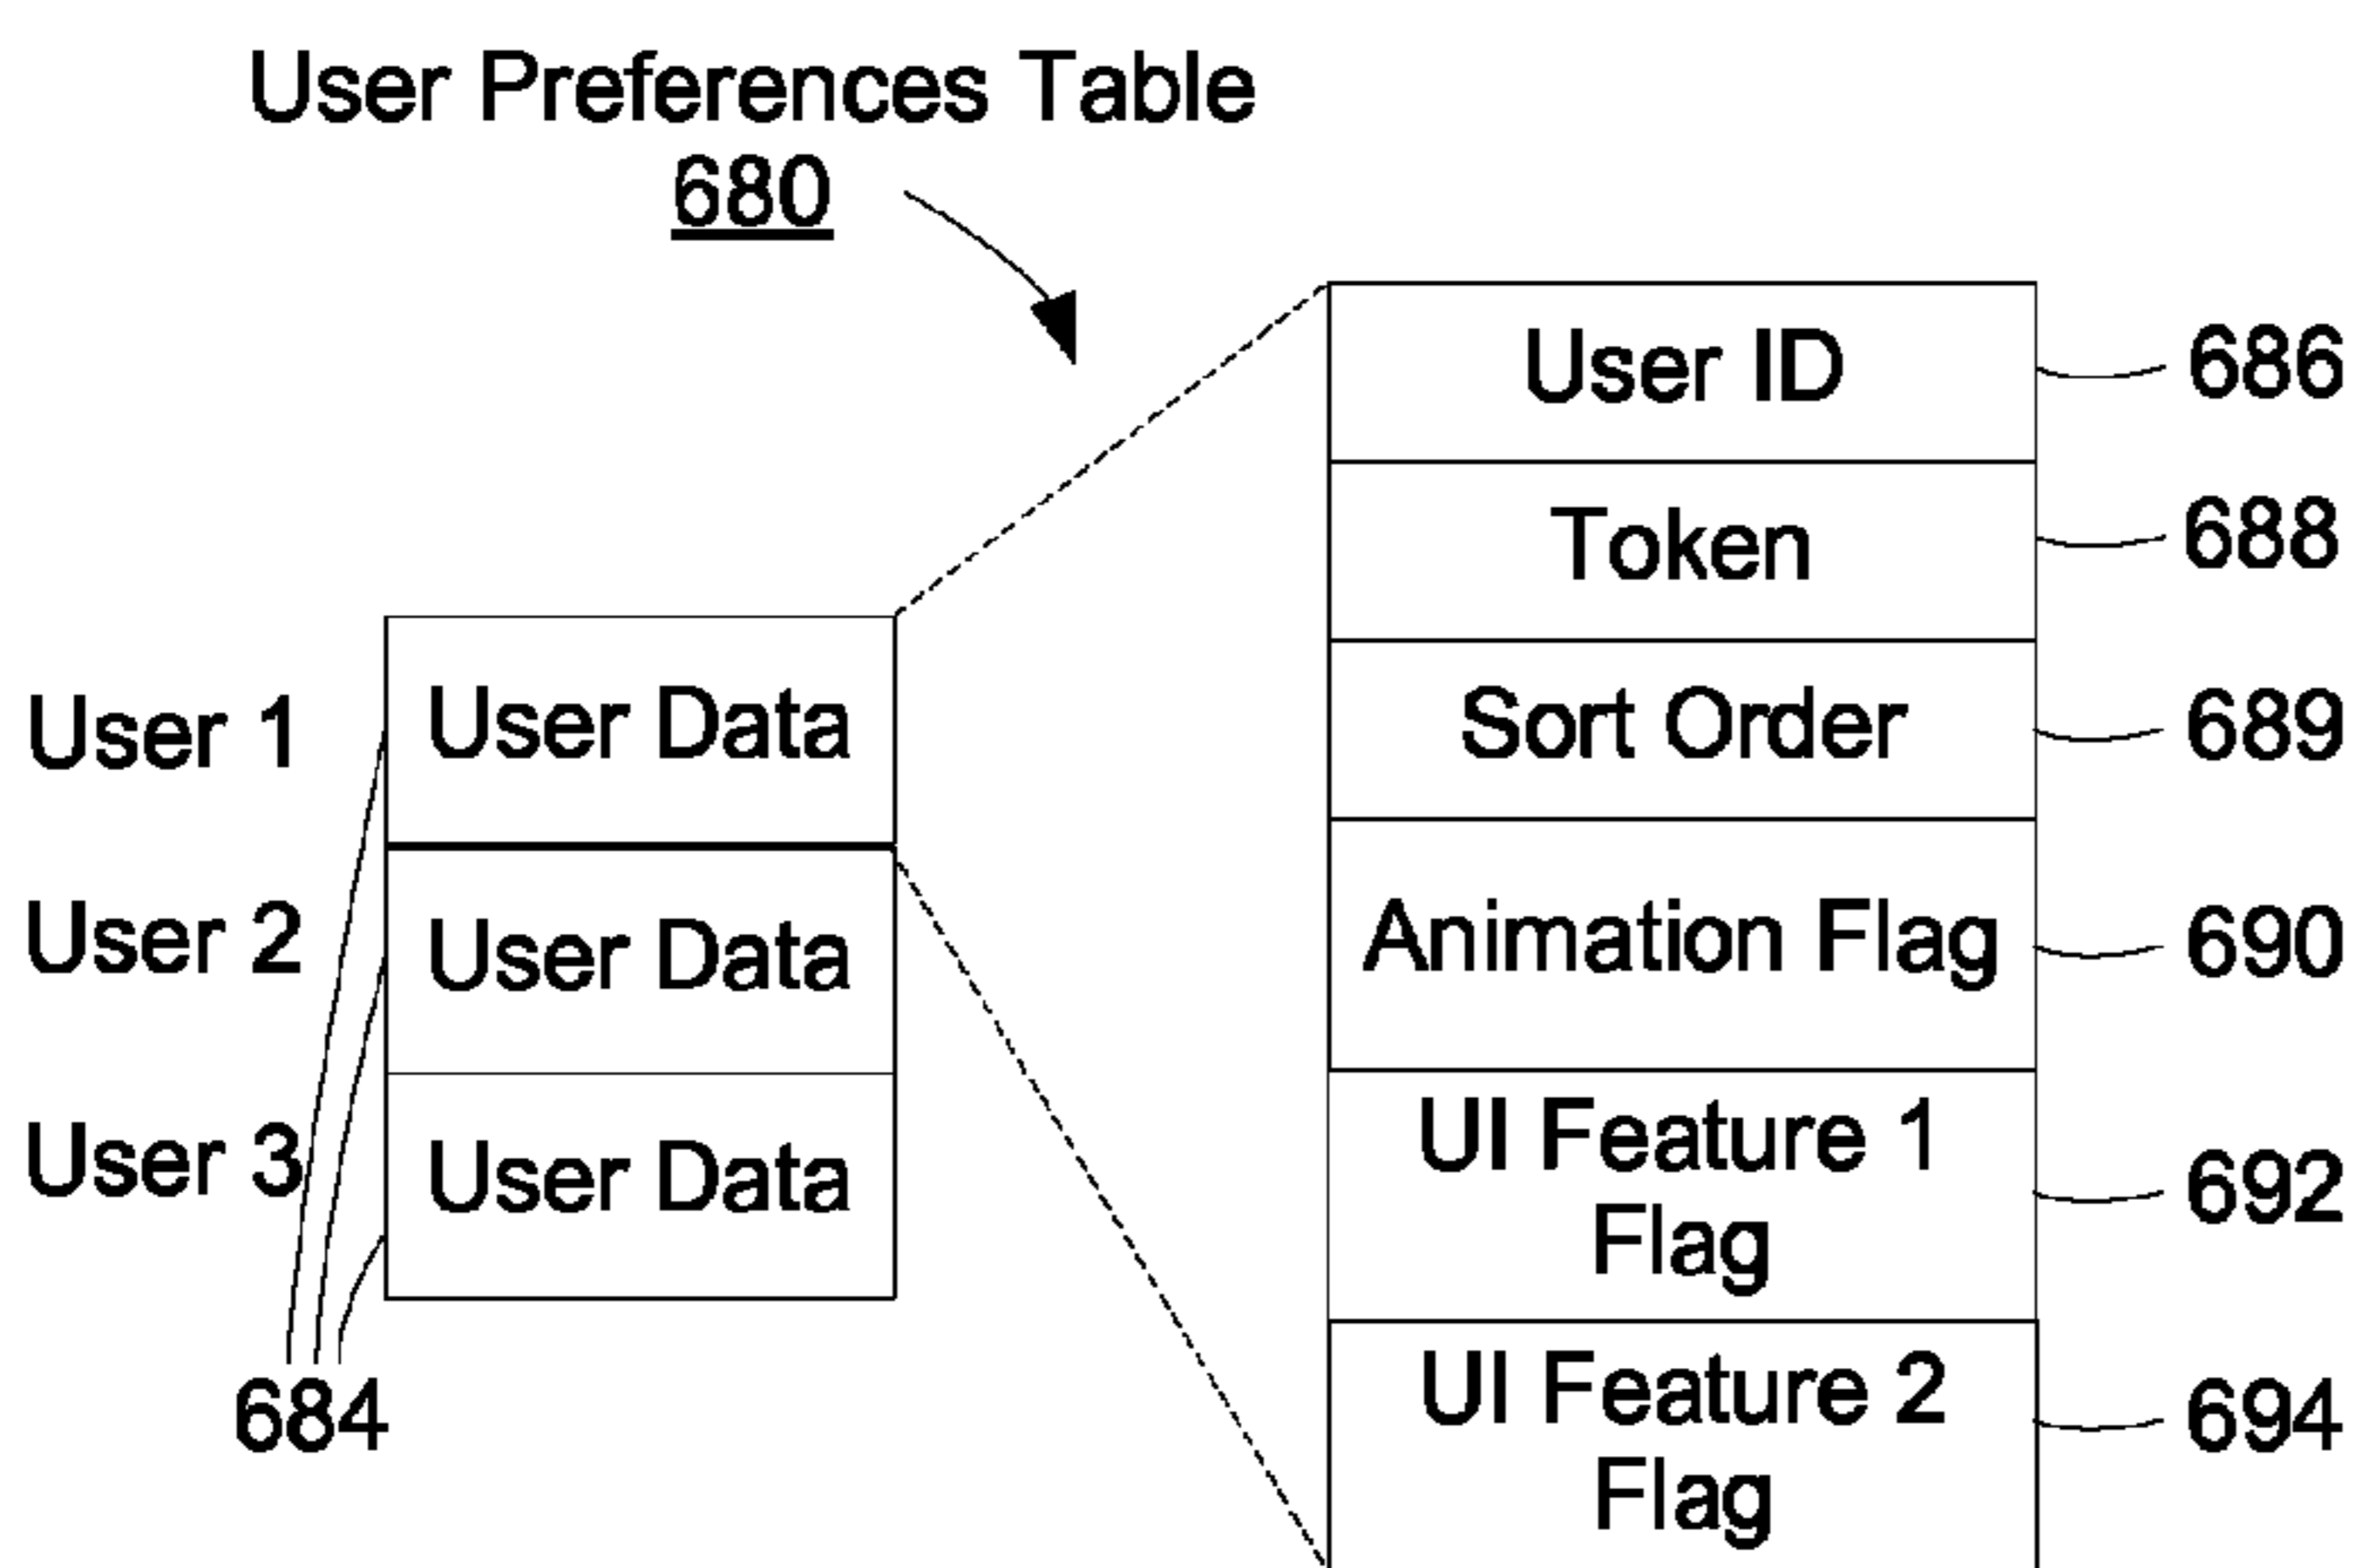 User Preferences Table
680
User ID
686
Token
688
Sort Order
689
Animation Flag
690
UI Feature 1
Flag
692
UI Feature 2
Flag
694
User 1
User Data
User 2
User Data
User 3
User Data
684